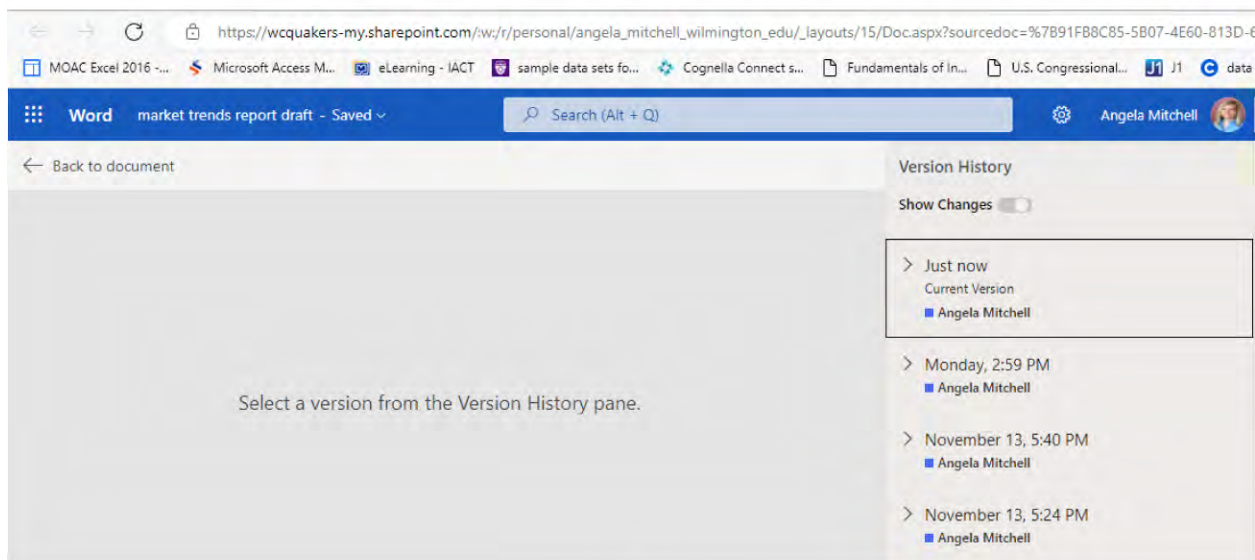 https://wcquakers-my.sharepoint.com/:w:/r/personal/angela_mitchell_wilmington_edu/_layouts/15/Doc.aspx?sourcedoc=%7B91FB8C85-5B07-4E60-813D-6
MOAC Excel 2016 -... Microsoft Access M... eLearning - IACT sample data sets fo... Cognella Connect s... Fundamentals of In... U.S. Congressional... J1 J1 C data
Word market trends report draft - Saved Search (Alt + Q) Angela Mitchell
Back to document
Version History
Show Changes
Just now
Current Version
Angela Mitchell
Monday, 2:59 PM
Angela Mitchell
Select a version from the Version History pane.
November 13, 5:40 PM
Angela Mitchell
November 13, 5:24 PM
Angela Mitchell